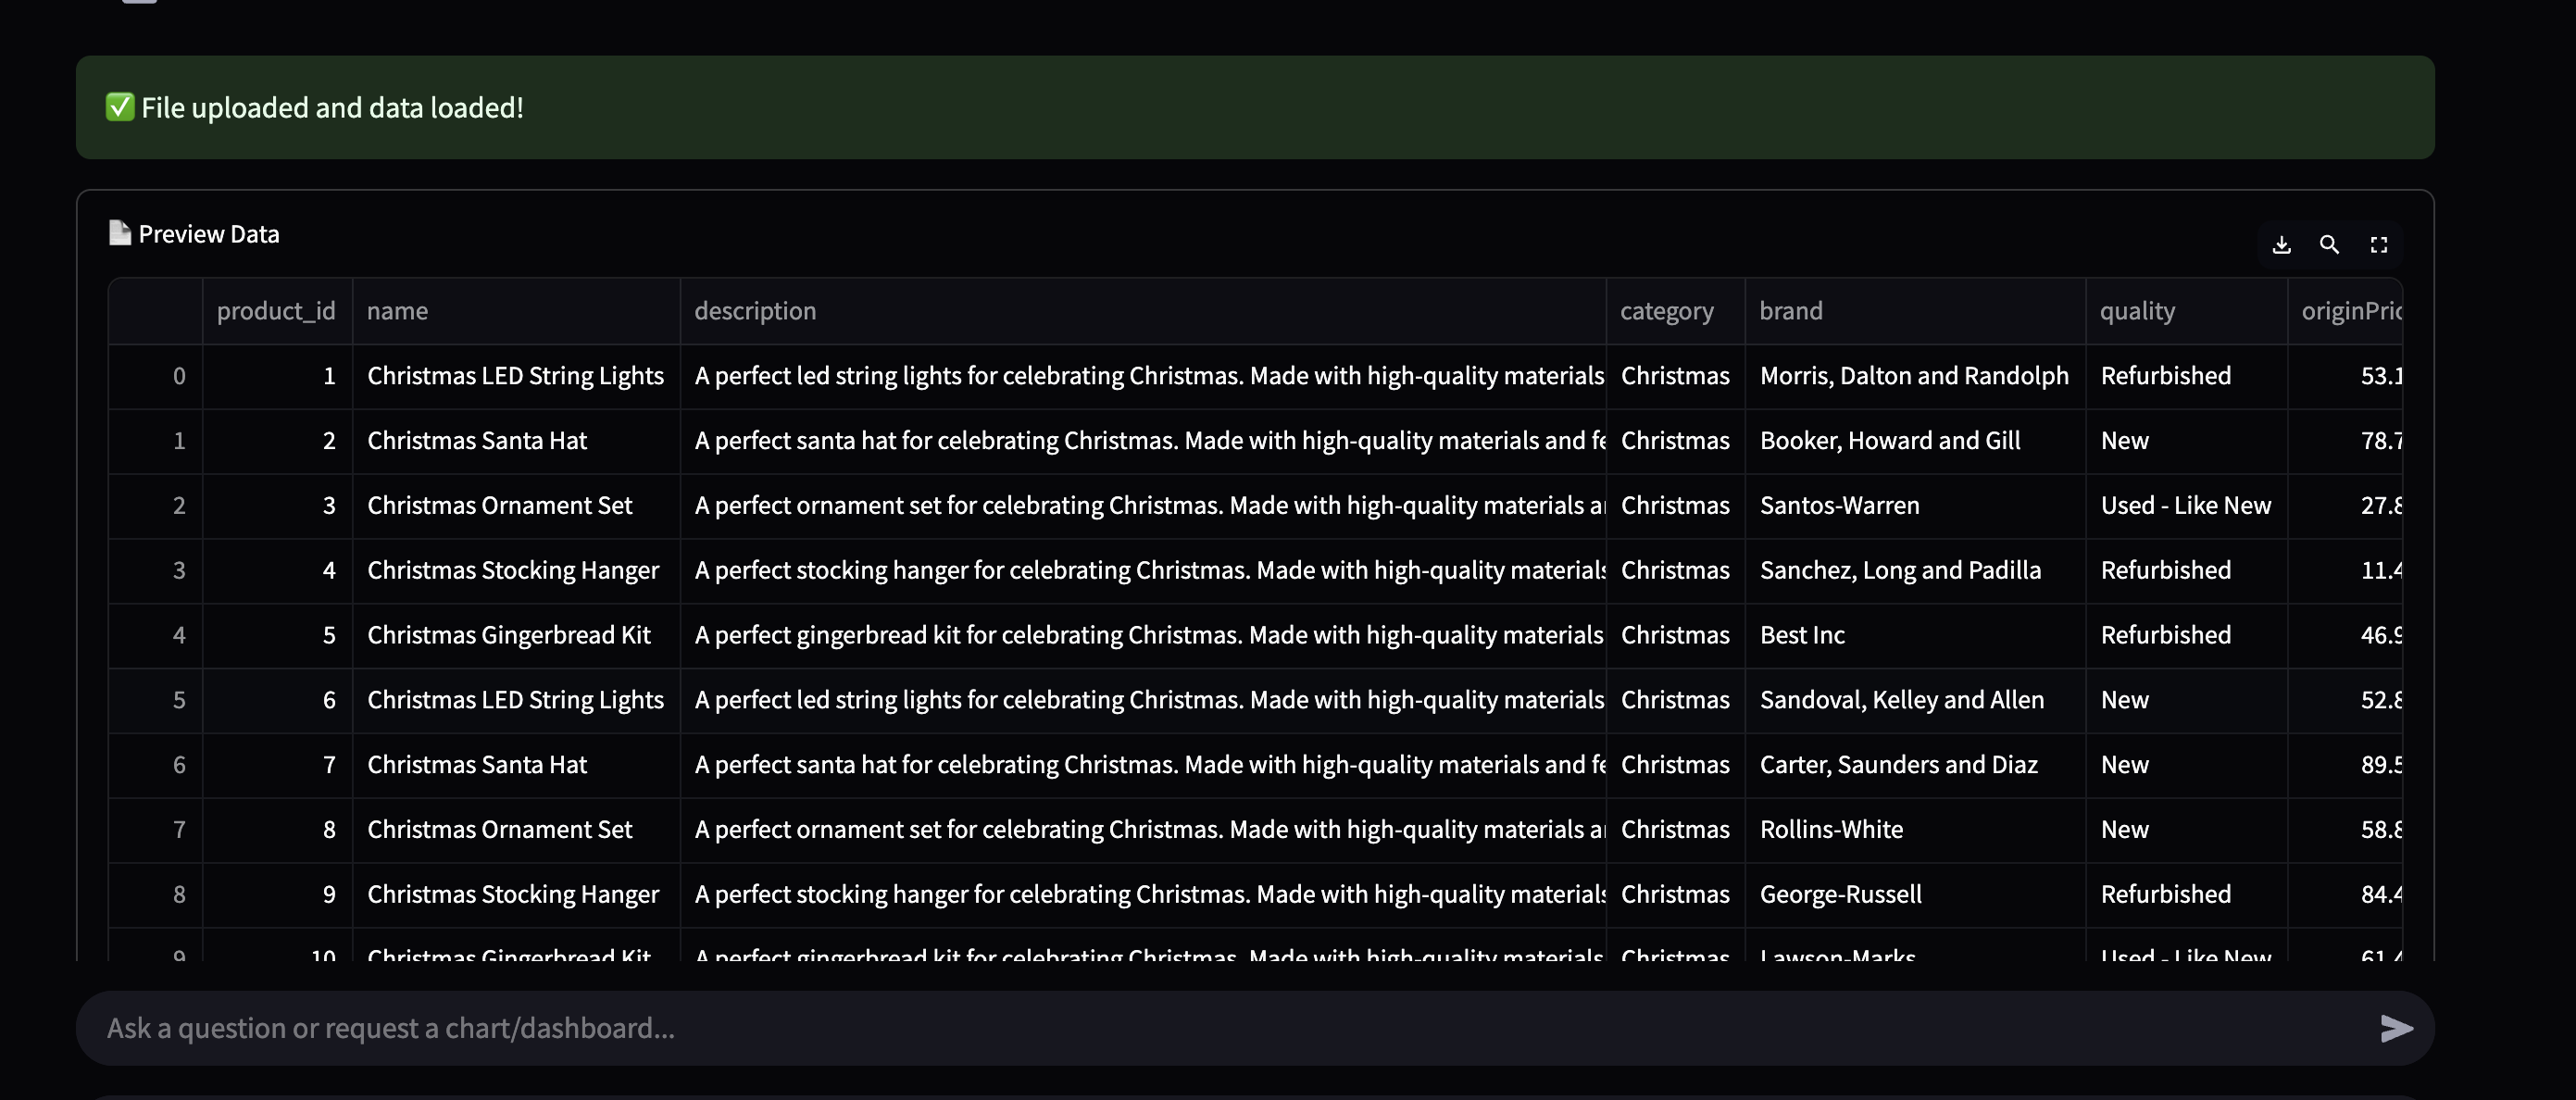 ✅ File uploaded and data loaded!
📄 Preview Data
product_id name description category brand quality originPric
0 1 Christmas LED String Lights A perfect led string lights for celebrating Christmas. Made with high-quality materials Christmas Morris, Dalton and Randolph Refurbished 53.1
1 2 Christmas Santa Hat A perfect santa hat for celebrating Christmas. Made with high-quality materials and fe Christmas Booker, Howard and Gill New 78.7
2 3 Christmas Ornament Set A perfect ornament set for celebrating Christmas. Made with high-quality materials a Christmas Santos-Warren Used - Like New 27.8
3 4 Christmas Stocking Hanger A perfect stocking hanger for celebrating Christmas. Made with high-quality materials Christmas Sanchez, Long and Padilla Refurbished 11.4
4 5 Christmas Gingerbread Kit A perfect gingerbread kit for celebrating Christmas. Made with high-quality materials Christmas Best Inc Refurbished 46.9
5 6 Christmas LED String Lights A perfect led string lights for celebrating Christmas. Made with high-quality materials Christmas Sandoval, Kelley and Allen New 52.8
6 7 Christmas Santa Hat A perfect santa hat for celebrating Christmas. Made with high-quality materials and fe Christmas Carter, Saunders and Diaz New 89.5
7 8 Christmas Ornament Set A perfect ornament set for celebrating Christmas. Made with high-quality materials a Christmas Rollins-White New 58.8
8 9 Christmas Stocking Hanger A perfect stocking hanger for celebrating Christmas. Made with high-quality materials Christmas George-Russell Refurbished 84.4
9 10 Christmas Gingerbread Kit A perfect gingerbread kit for celebrating Christmas. Made with high-quality materials Christmas Lawson-Marks Used - Like New 61.4
Ask a question or request a chart/dashboard...